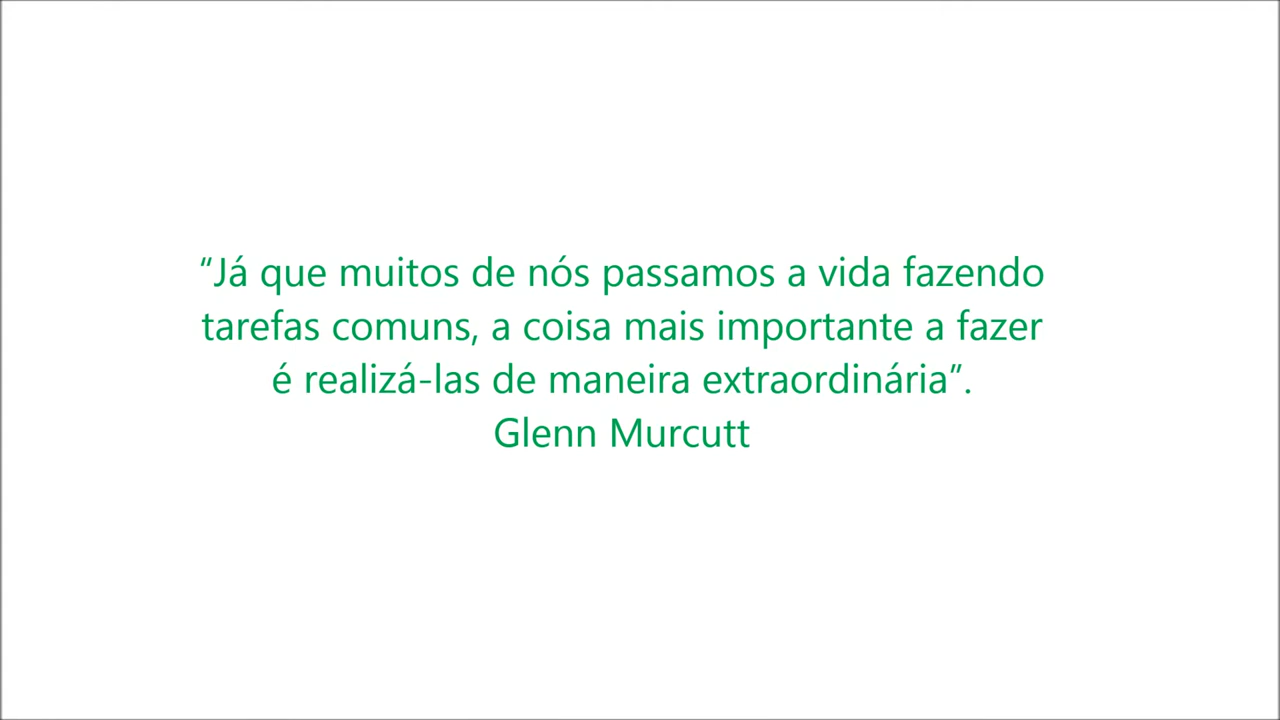 “Já que muitos de nós passamos a vida fazendo
tarefas comuns, a coisa mais importante a fazer
é realizá-las de maneira extraordinária”.
Glenn Murcutt